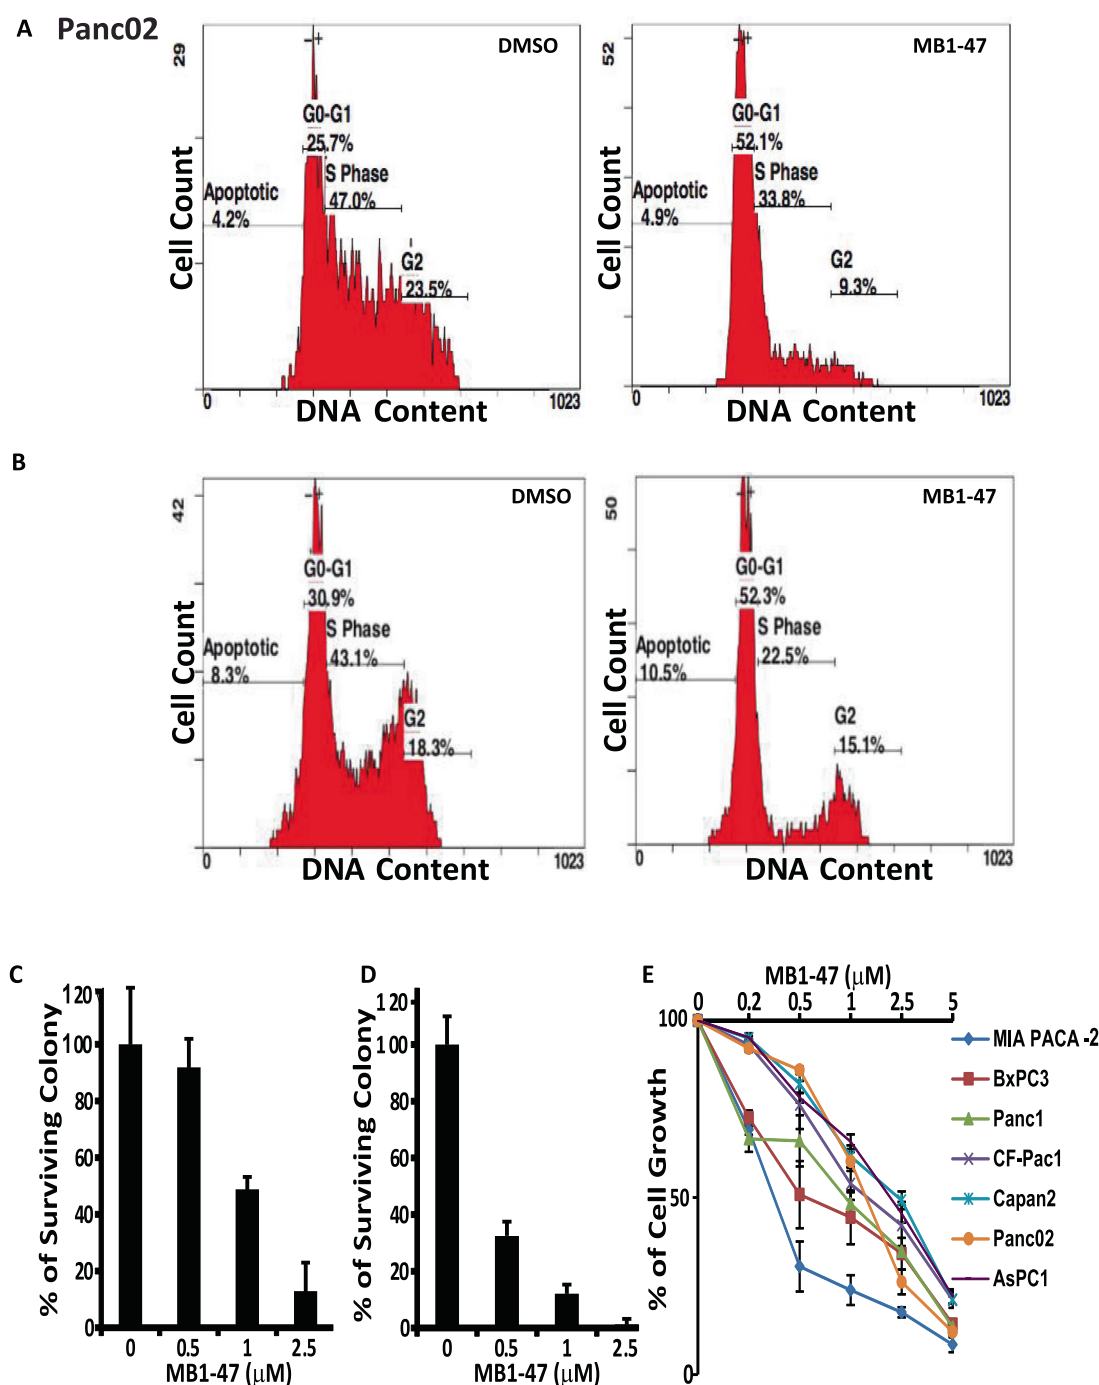 A Panc02
29
DMSO
G0-G1
25.7%
S Phase
47.0%
Apoptotic
4.2%
G2
23.5%
Cell Count
0
1023
DNA Content
52
MB1-47
G0-G1
52.1%
S Phase
33.8%
Apoptotic
4.9%
G2
9.3%
Cell Count
0
1023
DNA Content
B
42
DMSO
G0-G1
30.9%
S Phase
43.1%
Apoptotic
8.3%
G2
18.3%
Cell Count
0
1023
DNA Content
50
MB1-47
G0-G1
52.3%
S Phase
22.5%
Apoptotic
10.5%
G2
15.1%
Cell Count
0
1023
DNA Content
C
% of Surviving Colony
120
100
80
60
40
20
0
0 0.5 1 2.5
MB1-47 (μM)
D
% of Surviving Colony
120
100
80
60
40
20
0
0 0.5 1 2.5
MB1-47 (μM)
E
MB1-47 (μM)
0 0.2 0.5 1 2.5 5
100
50
0
% of Cell Growth
MIA PACA -2
BxPC3
Panc1
CF-Pac1
Capan2
Panc02
AsPC1